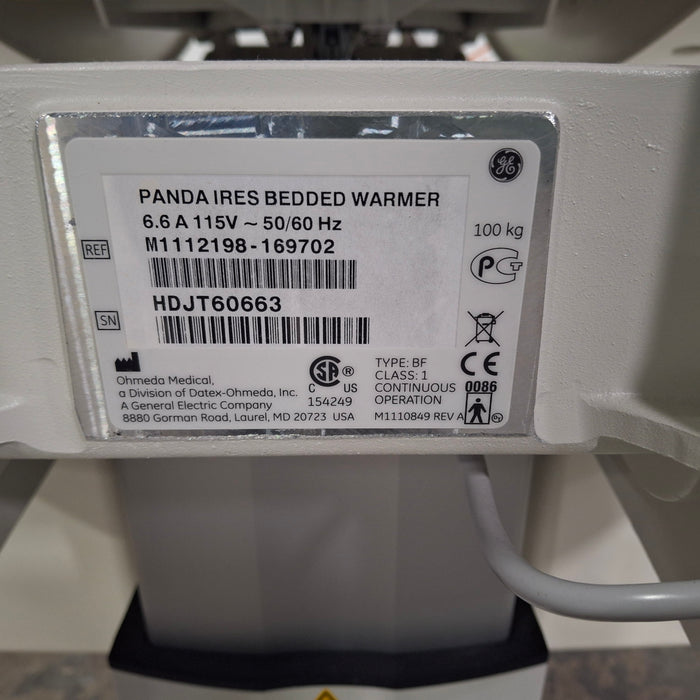 GE
PANDA IRES BEDDED WARMER
6.6 A 115V ~ 50/60 Hz
REF M1112198-169702
100 kg
PCT
HDJT60663
SN
Ohmeda Medical,
a Division of Datex-Ohmeda, Inc.
A General Electric Company
8880 Gorman Road, Laurel, MD 20723 USA
SA ®
C US
154249
TYPE: BF
CLASS: 1
CONTINUOUS
OPERATION
M1110849 REV A
CE
0086